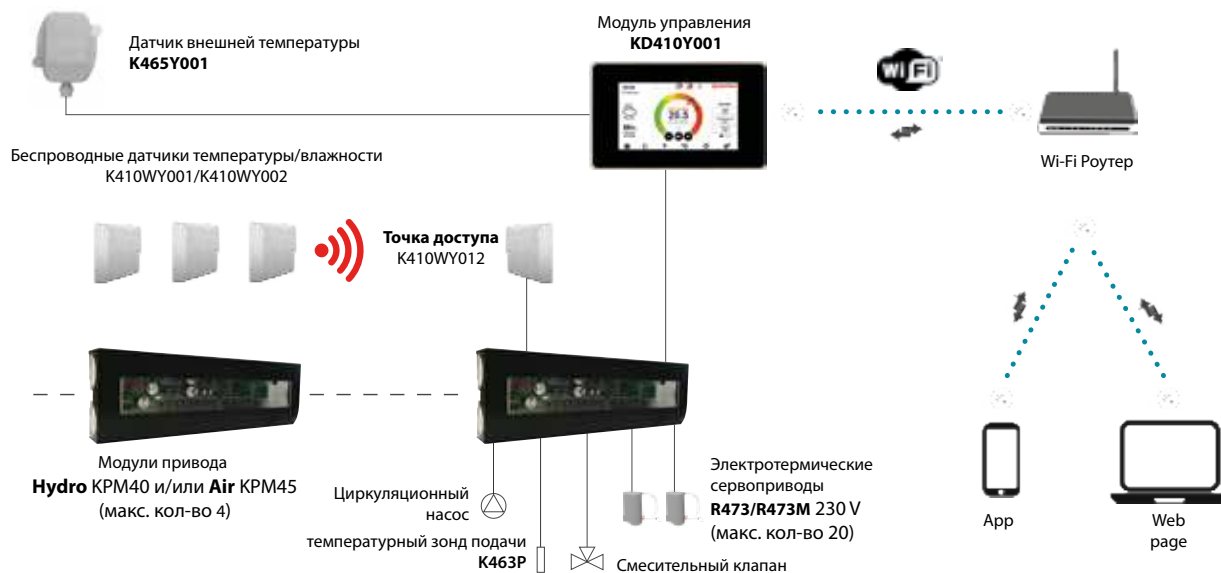 Датчик внешней температуры
K465Y001
Модуль управления
KD410Y001
Wi Fi
Wi-Fi Роутер
Беспроводные датчики температуры/влажности
K410WY001/K410WY002
Точка доступа
K410WY012
20.5
Модули привода
Hydro KPM40 и/или Air KPM45
(макс. кол-во 4)
Циркуляционный
насос
температурный зонд подачи
K463P
Смесительный клапан
Электротермические
сервоприводы
R473/R473M 230 V
(макс. кол-во 20)
App
Web
page